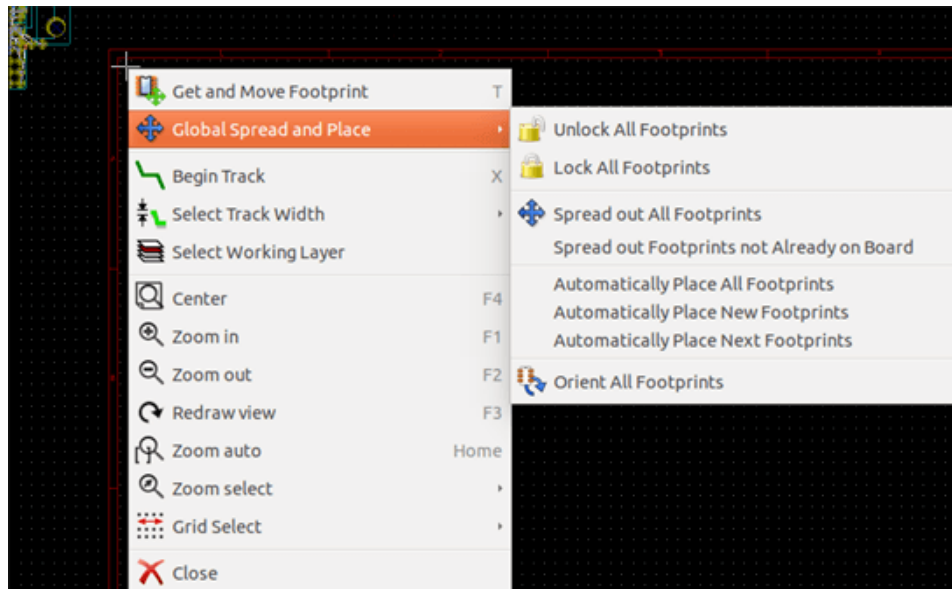 Get and Move Footprint T
Global Spread and Place
Begin Track X
Select Track Width
Select Working Layer
Center F4
Zoom in F1
Zoom out F2
Redraw view F3
Zoom auto Home
Zoom select
Grid Select
Close
Unlock All Footprints
Lock All Footprints
Spread out All Footprints
Spread out Footprints not Already on Board
Automatically Place All Footprints
Automatically Place New Footprints
Automatically Place Next Footprints
Orient All Footprints